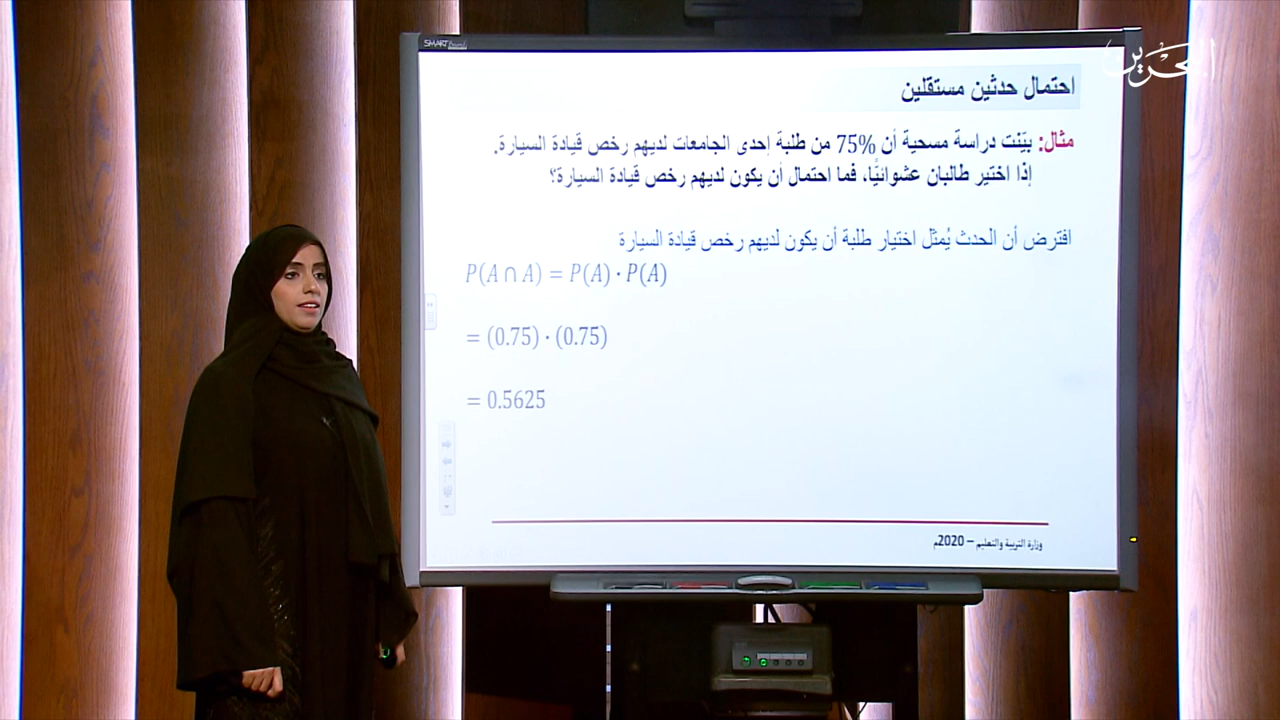 SMART
البحرين
احتمال حدثين مستقلين
مثال: بيّنت دراسة مسحية أن 75% من طلبة إحدى الجامعات لديهم رخص قيادة السيارة.
إذا اختير طالبان عشوائيًّا، فما احتمال أن يكون لديهم رخص قيادة السيارة؟
افترض أن الحدث يُمثل اختيار طلبة أن يكون لديهم رخص قيادة السيارة
P(A ∩ A) = P(A) · P(A)
= (0.75) · (0.75)
= 0.5625
وزارة التربية والتعليم – 2020م